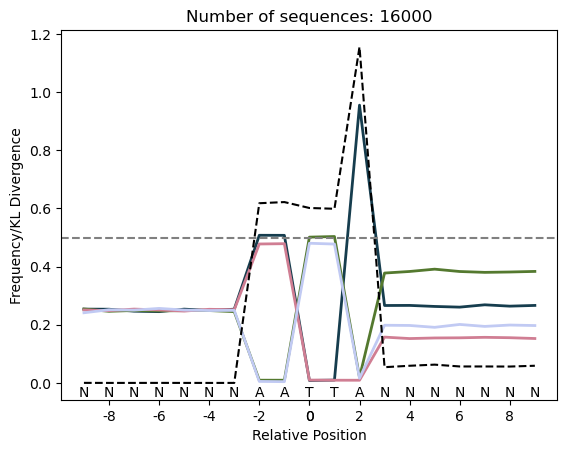 Number of sequences: 16000
1.2
1.0
0.8
0.6
0.4
0.2
0.0
Frequency/KL Divergence
N N N N N N N A A T T A N N N N N N N
-8 -6 -4 -2 0 0 2 4 6 8
Relative Position